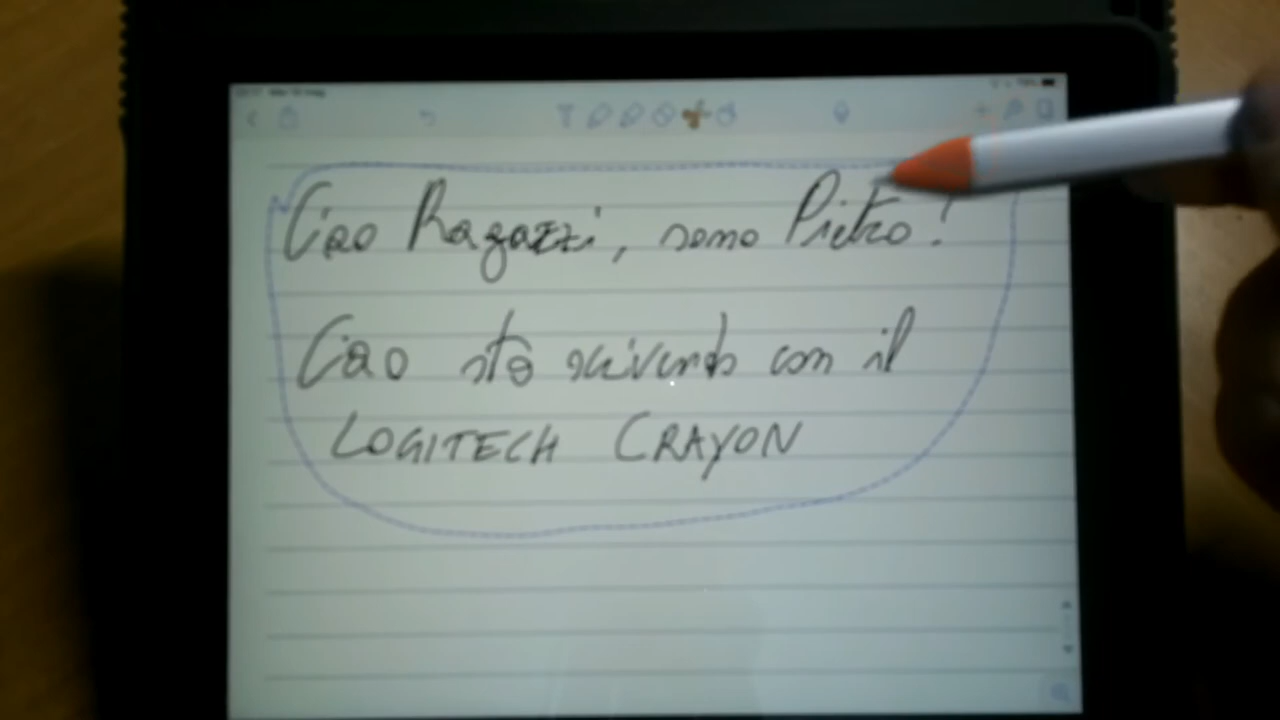 Ciao Ragazzi, sono Pietro!
Ciao sto scrivendo con il
LOGITECH CRAYON